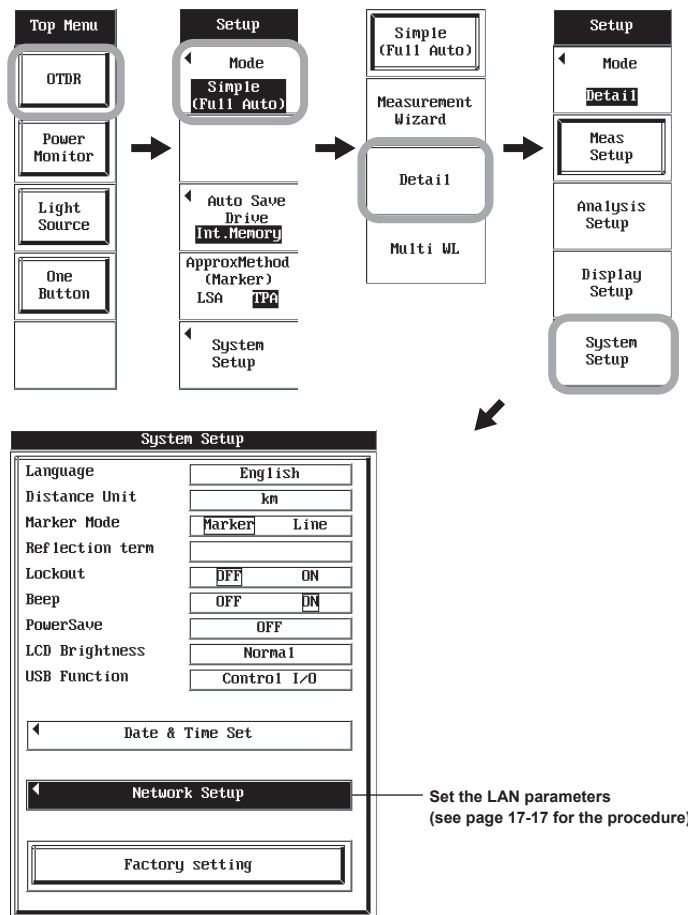 Top Menu
OTDR
Power
Monitor
Light
Source
One
Button
Setup
Mode
Simple
(Full Auto)
Auto Save
Drive
Int.Memory
ApproxMethod
(Marker)
LSA TPA
System
Setup
Simple
(Full Auto)
Measurement
Wizard
Detail
Multi WL
Setup
Mode
Detail
Meas
Setup
Analysis
Setup
Display
Setup
System
Setup
System Setup
Language English
Distance Unit km
Marker Mode Marker Line
Reflection term
Lockout OFF ON
Beep OFF ON
PowerSave OFF
LCD Brightness Normal
USB Function Control I/O
Date & Time Set
Network Setup
Set the LAN parameters
(see page 17-17 for the procedure)
Factory setting